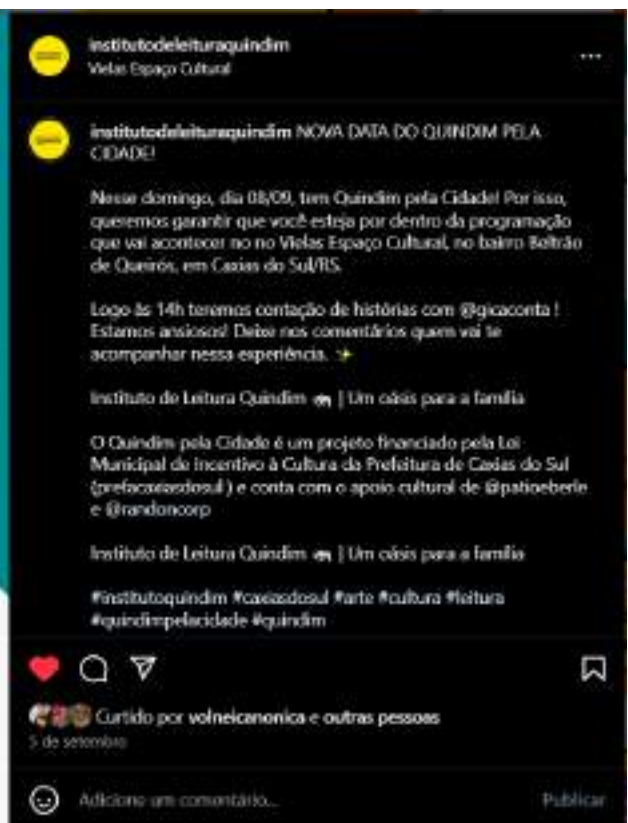 institutodeleituraquindim
Vielas Espaço Cultural
institutodeleituraquindim NOVA DATA DO QUINDIM PELA
CIDADE!
Nesse domingo, dia 08/09, tem Quindim pela Cidade! Por isso,
queremos garantir que você esteja por dentro da programação
que vai acontecer no no Vielas Espaço Cultural, no bairro Beltrão
de Queirós, em Caxias do Sul/RS.
Logo às 14h teremos contação de histórias com @gicaconta !
Estamos ansiosos! Deixe nos comentários quem vai te
acompanhar nessa experiência. ✨
Instituto de Leitura Quindim 🦏 | Um oásis para a família
O Quindim pela Cidade é um projeto financiado pela Lei
Municipal de Incentivo à Cultura da Prefeitura de Caxias do Sul
(prefacaxiasdosul ) e conta com o apoio cultural de @patioeberle
e @randoncorp
Instituto de Leitura Quindim 🦏 | Um oásis para a família
#institutoquindim #caxiasdosul #arte #cultura #leitura
#quindimpelacidade #quindim
Curtido por volneicanonica e outras pessoas
5 de setembro
Adicione um comentário...
Publicar